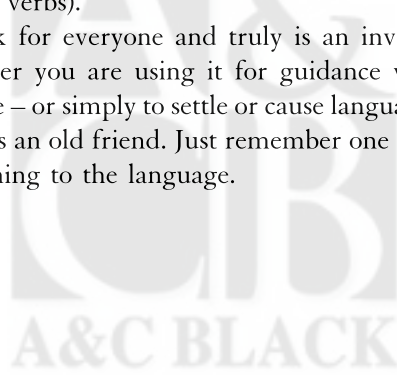 verbs).
for everyone and truly is an inv
er you are using it for guidance
– or simply to settle or cause langua
s an old friend. Just remember one
ning to the language.
A&C B
A&C BLACK